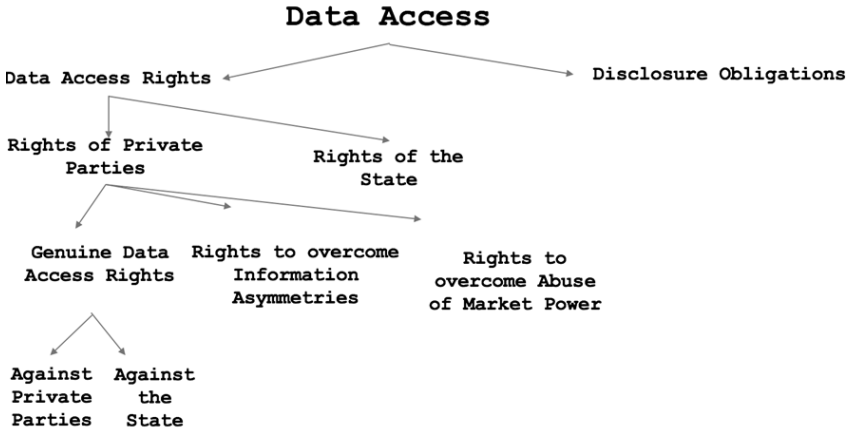 Data Access
Data Access Rights
Disclosure Obligations
Rights of Private
Parties
Rights of the
State
Genuine Data
Access Rights
Rights to overcome
Information
Asymmetries
Rights to
overcome Abuse
of Market Power
Against
Private
Parties
Against
the
State